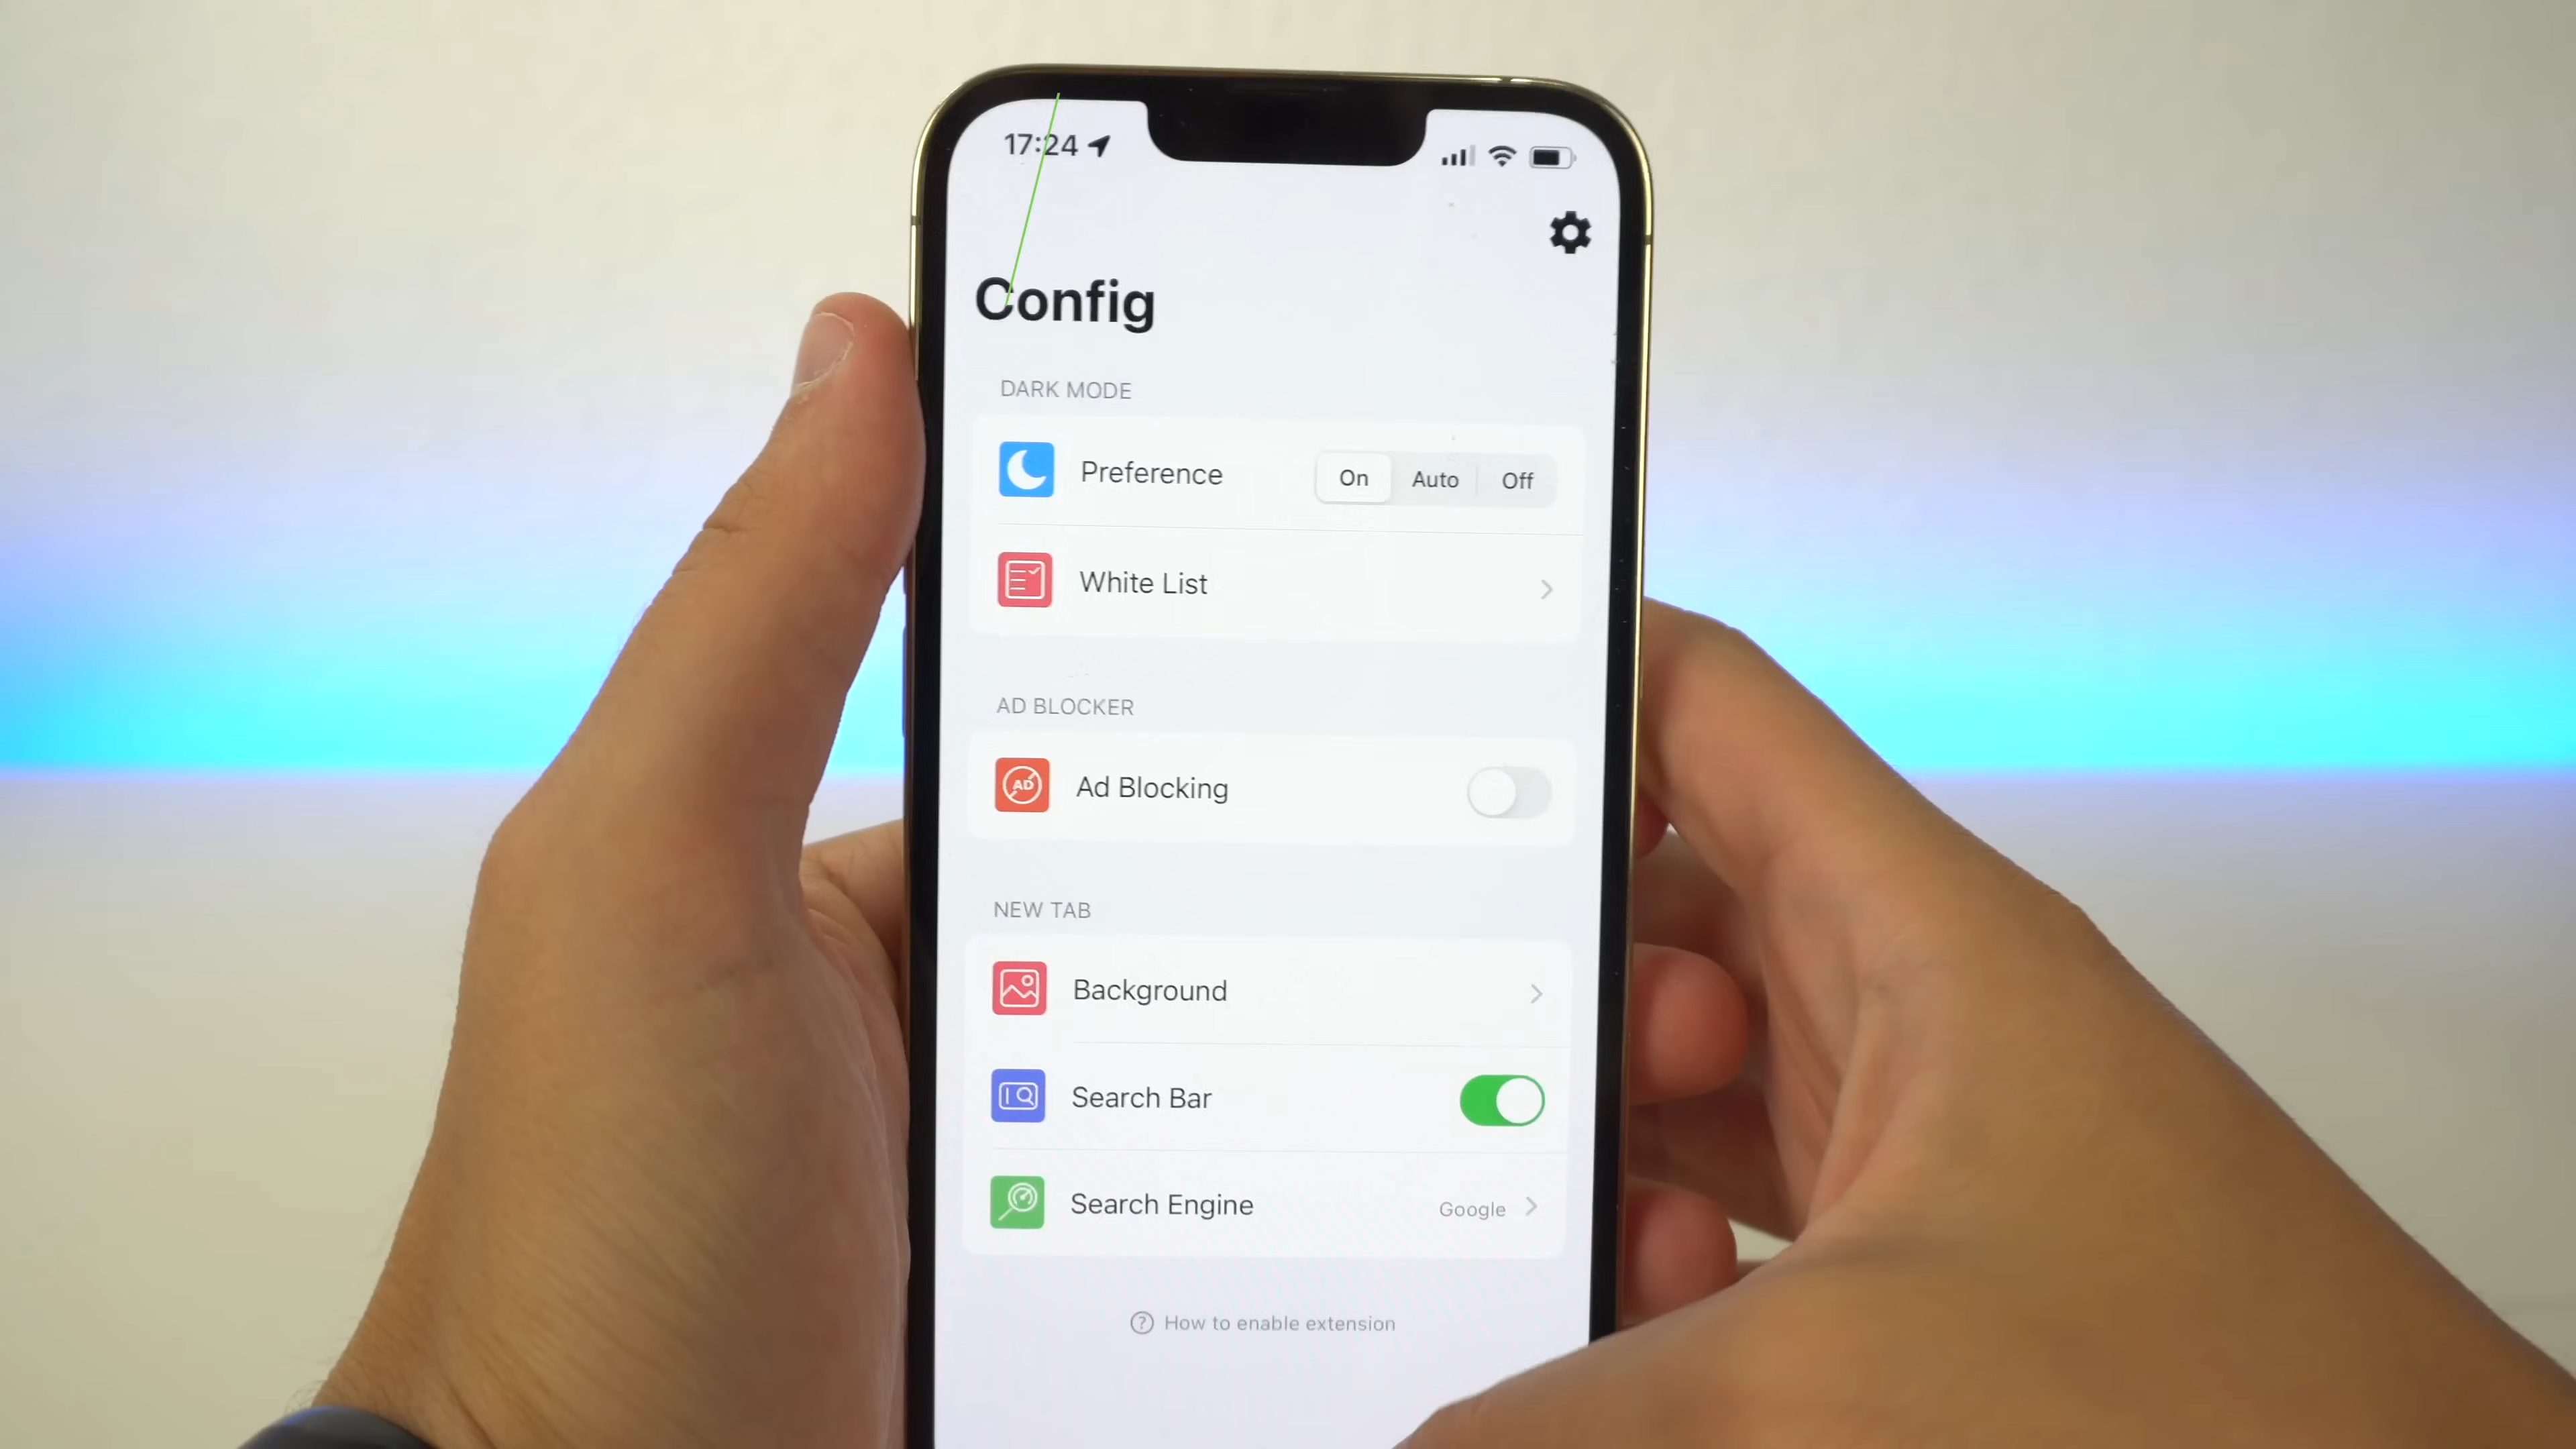 17:24
Config
DARK MODE
Preference On Auto Off
White List
AD BLOCKER
AD Ad Blocking
NEW TAB
Background
Search Bar
Search Engine Google
? How to enable extension